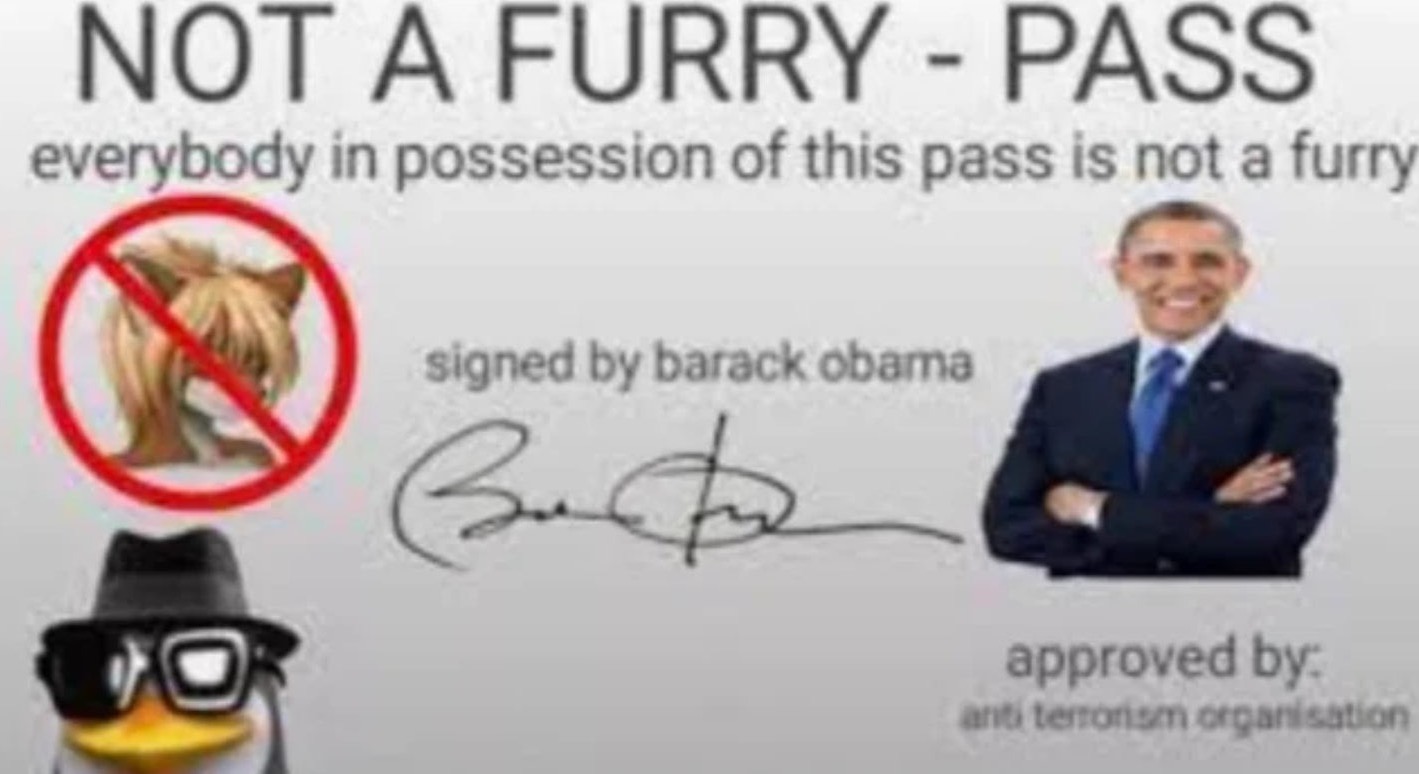 NOT A FURRY - PASS
everybody in possession of this pass is not a furry
signed by barack obama
approved by:
anti terrorism organisation